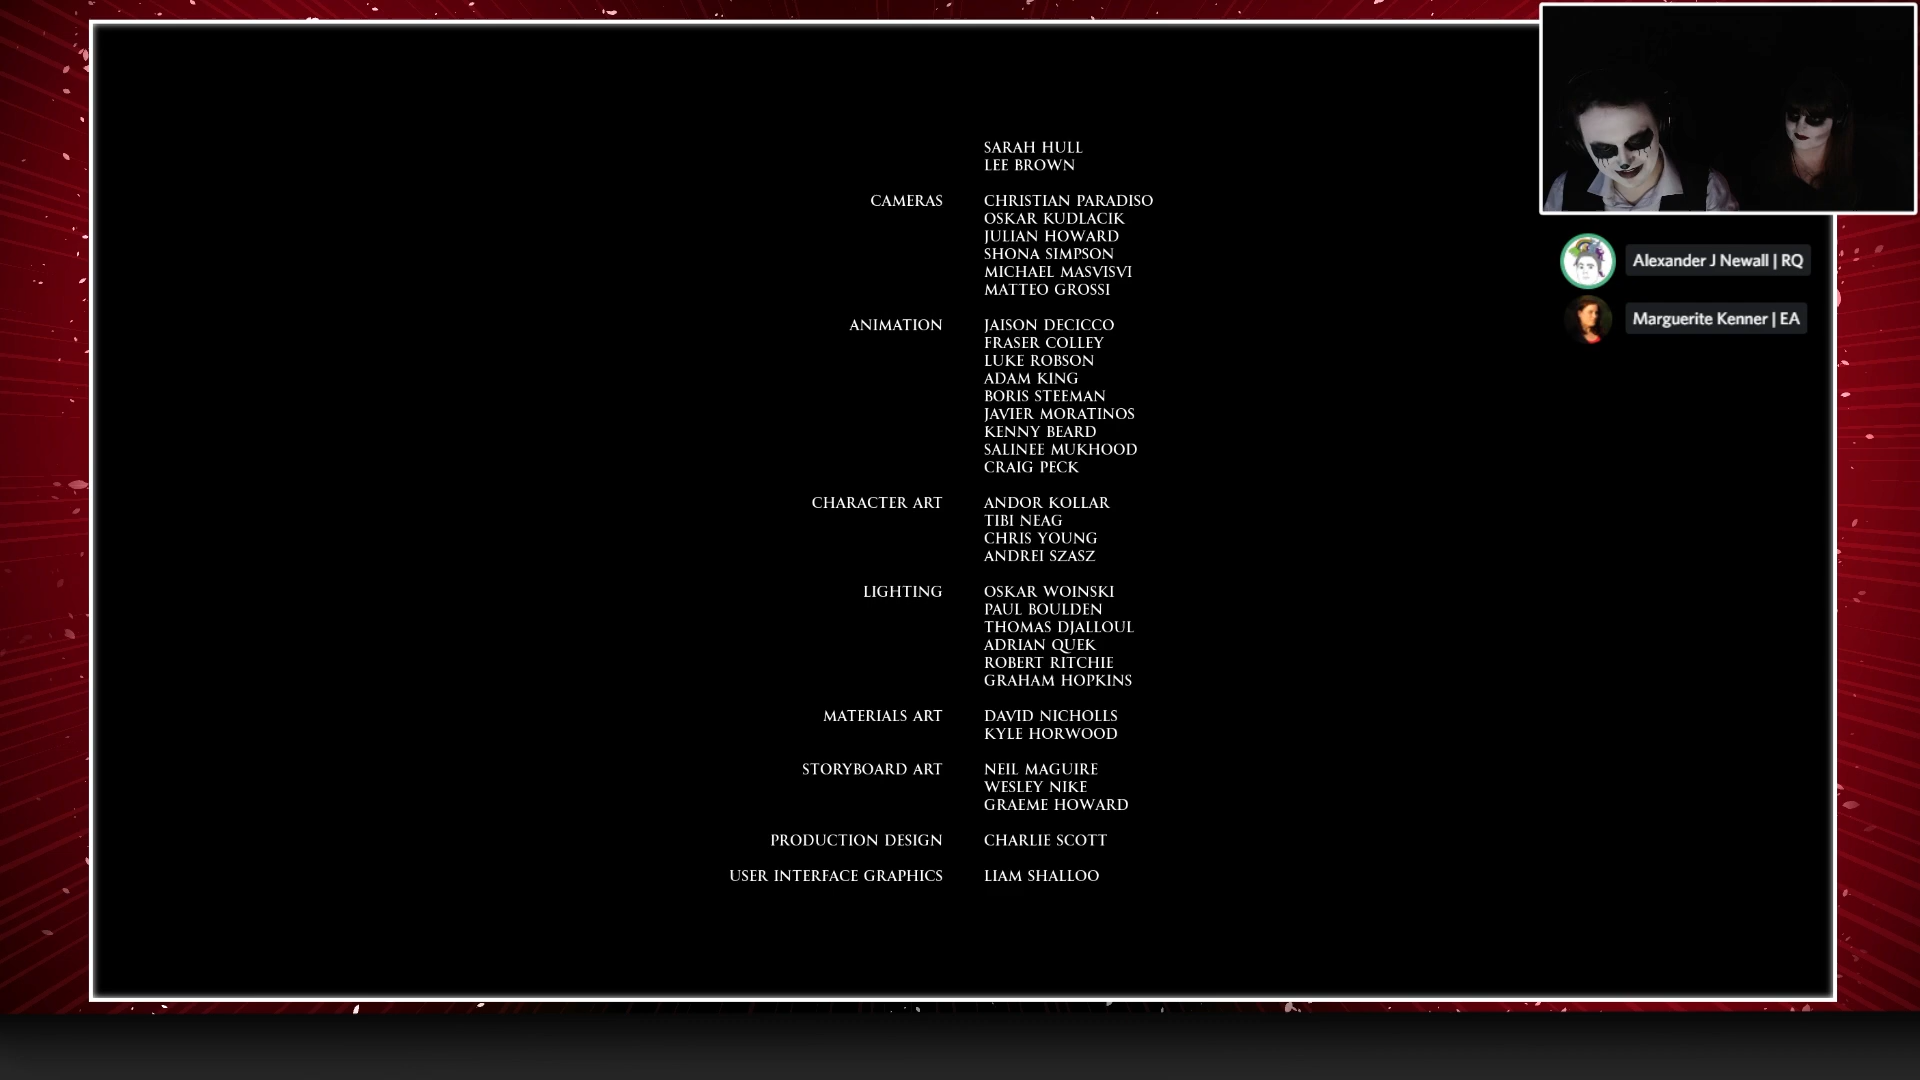 SARAH HULL
LEE BROWN
CAMERAS CHRISTIAN PARADISO
OSKAR KUDLACIK
JULIAN HOWARD
SHONA SIMPSON
MICHAEL MASVISVI
MATTEO GROSSI
ANIMATION JAISON DECICCO
FRASER COLLEY
LUKE ROBSON
ADAM KING
BORIS STEEMAN
JAVIER MORATINOS
KENNY BEARD
SALINEE MUKHOOD
CRAIG PECK
CHARACTER ART ANDOR KOLLAR
TIBI NEAG
CHRIS YOUNG
ANDREI SZASZ
LIGHTING OSKAR WOINSKI
PAUL BOULDEN
THOMAS DJALLOUL
ADRIAN QUEK
ROBERT RITCHIE
GRAHAM HOPKINS
MATERIALS ART DAVID NICHOLLS
KYLE HORWOOD
STORYBOARD ART NEIL MAGUIRE
WESLEY NIKE
GRAEME HOWARD
PRODUCTION DESIGN CHARLIE SCOTT
USER INTERFACE GRAPHICS LIAM SHALLOO
Alexander J Newall | RQ
Marguerite Kenner | EA